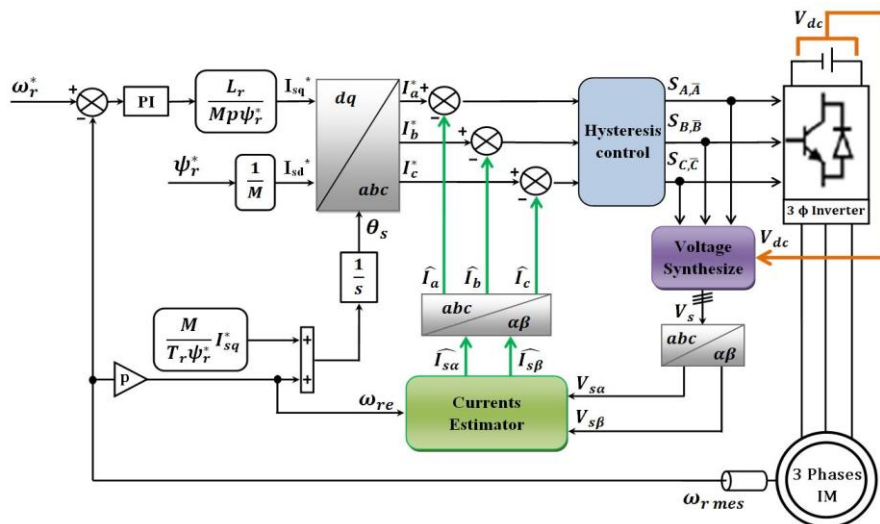 V_dc
ω_r^*
+
−
PI
L_r / Mpψ_r^*
I_sq^*
dq
abc
I_a^*
+
−
I_b^*
+
−
I_c^*
+
−
Hysteresis
control
S_A,A̅
S_B,B̅
S_C,C̅
3 ϕ Inverter
ψ_r^*
1 / M
I_sd^*
θ_s
1 / s
Î_a
Î_b
Î_c
Voltage
Synthesize
V_dc
V_s
abc
αβ
abc
αβ
M / T_rψ_r^* I_sq^*
+
+
Î_sα
Î_sβ
p
ω_re
Currents
Estimator
V_sα
V_sβ
ω_r mes
3 Phases
IM